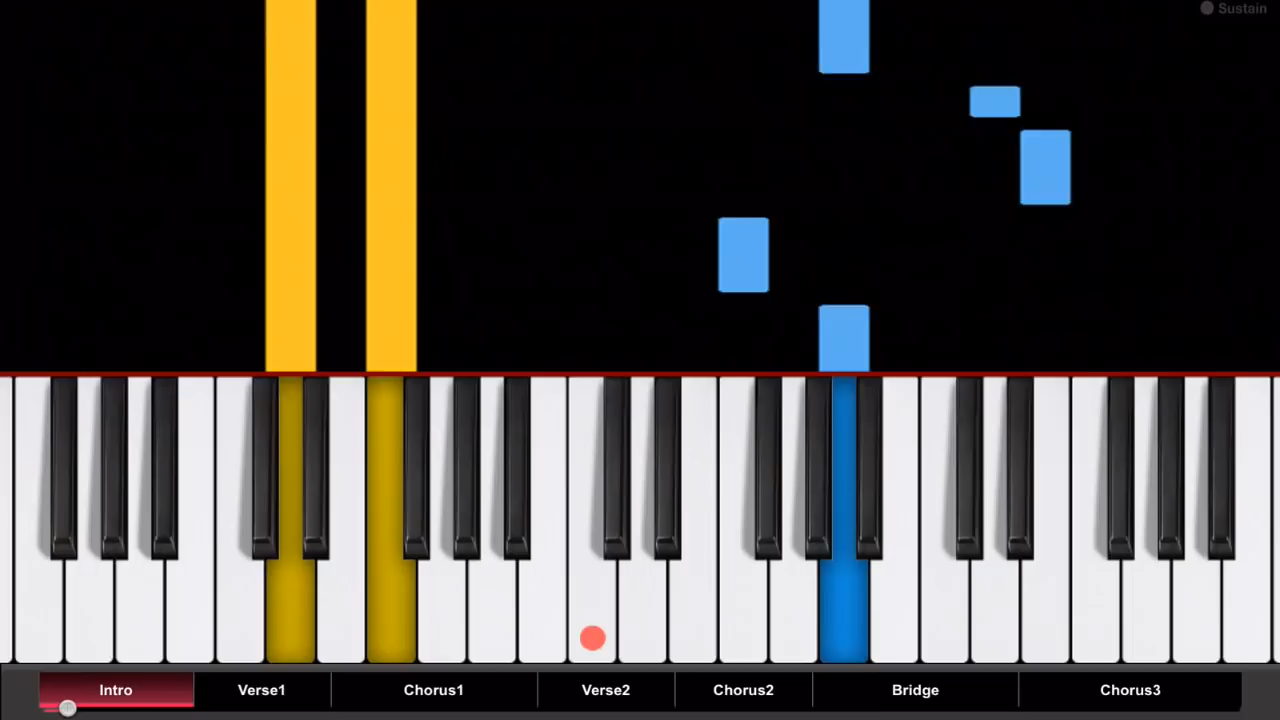 Sustain
Intro
Verse1
Chorus1
Verse2
Chorus2
Bridge
Chorus3